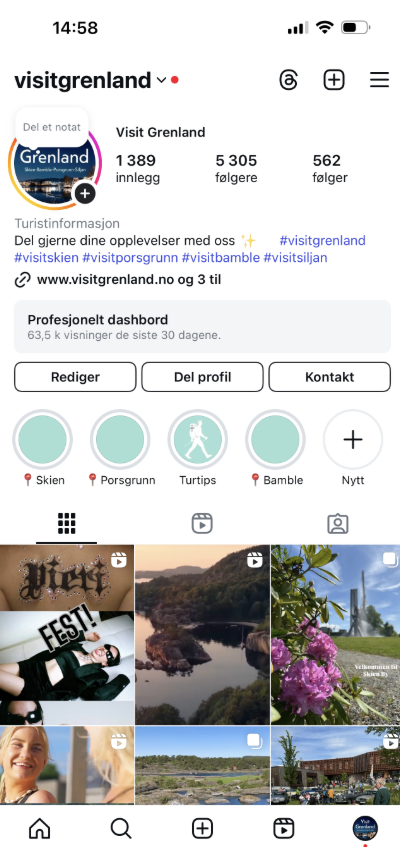 14:58
visitgrenland
Del et notat
Grenland
Skien·Bamble·Porsgrunn·Siljan
Visit Grenland
1 389 5 305 562
innlegg følgere følger
Turistinformasjon
Del gjerne dine opplevelser med oss ✨ #visitgrenland
#visitskien #visitporsgrunn #visitbamble #visitsiljan
www.visitgrenland.no og 3 til
Profesjonelt dashbord
63,5 k visninger de siste 30 dagene.
Rediger Del profil Kontakt
📍Skien 📍Porsgrunn Turtips 📍Bamble Nytt
Pieri
FEST!
Velkommen til
Skien by
Visit
Grenland